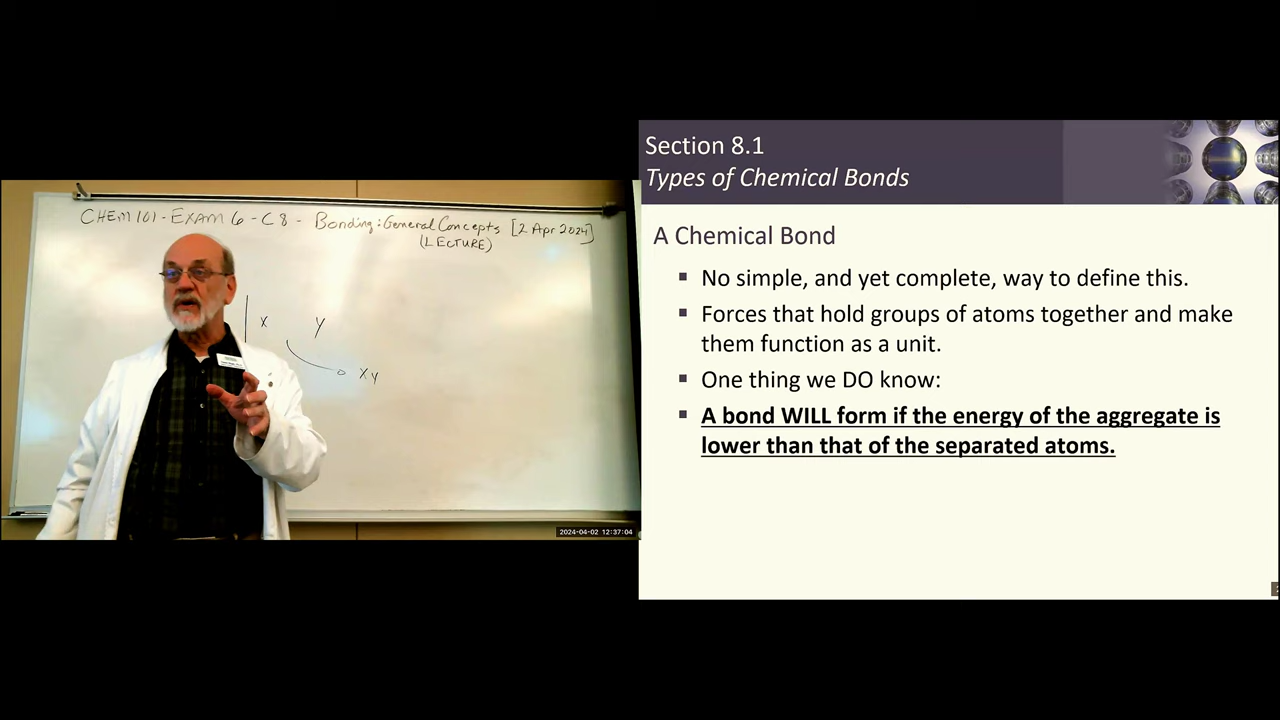 CHEM 101 - EXAM 6 - C8 - Bonding: General Concepts [2 Apr 2024]
(LECTURE)
X Y
XY
2024-04-02 12:37:04
Section 8.1
Types of Chemical Bonds
A Chemical Bond
▪ No simple, and yet complete, way to define this.
▪ Forces that hold groups of atoms together and make
them function as a unit.
▪ One thing we DO know:
▪ A bond WILL form if the energy of the aggregate is
lower than that of the separated atoms.